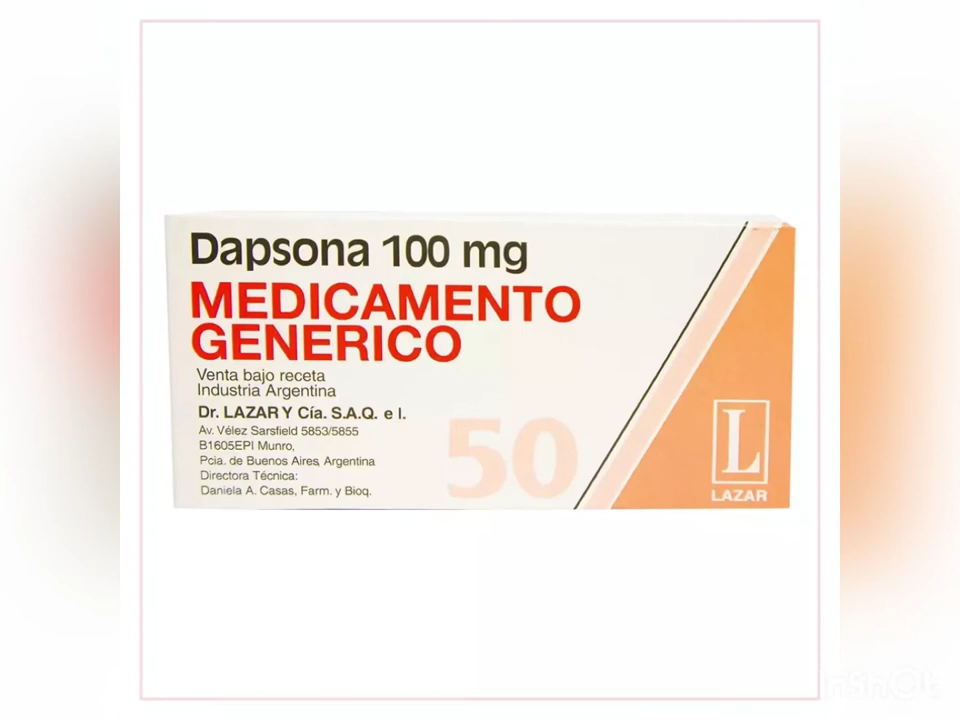 Dapsona 100 mg
MEDICAMENTO
GENERICO
Venta bajo receta
Industria Argentina
Dr. LAZAR Y Cía. S.A.Q. e I.
Av. Vélez Sarsfield 5853/5855
B1605EPI Munro,
Pcia. de Buenos Aires, Argentina
Directora Técnica:
Daniela A. Casas, Farm. y Bioq.
50
L
LAZAR